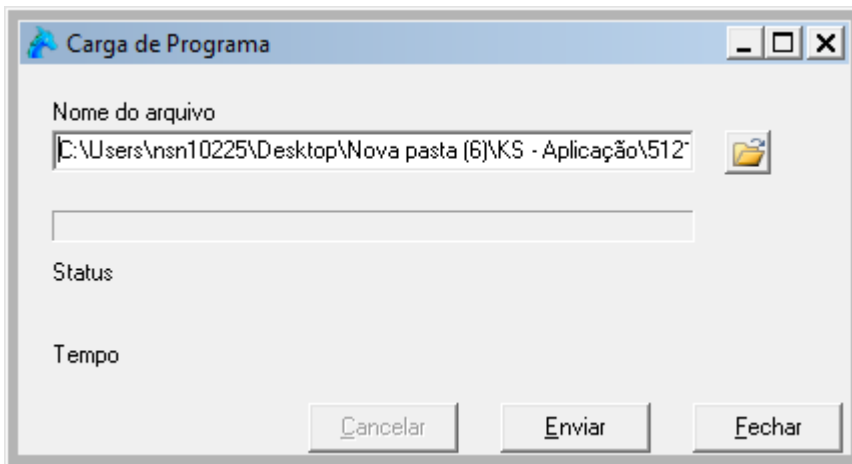 Carga de Programa
Nome do arquivo
C:\Users\nsn10225\Desktop\Nova pasta (6)\KS - Aplicação\512
Status
Tempo
Cancelar
Enviar
Fechar